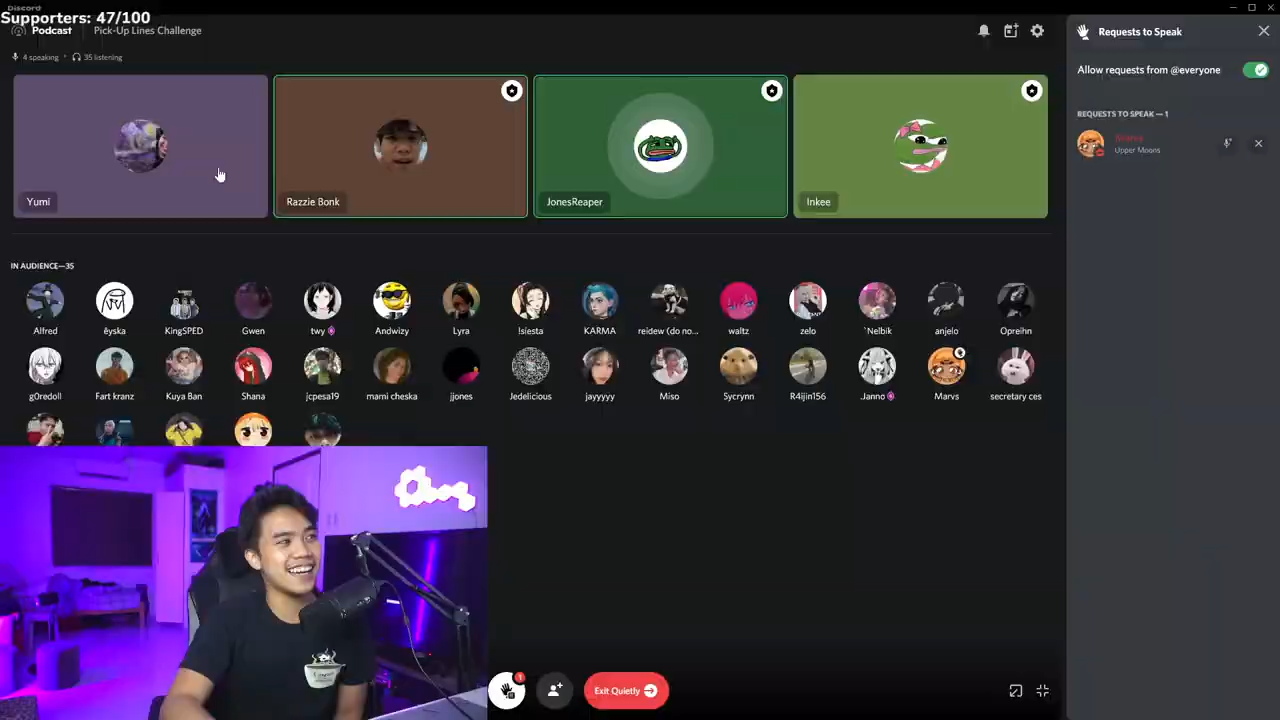 Discord
Supporters: 47/100
Podcast
Pick-Up Lines Challenge
4 speaking
35 listening
Yumi
Razzie Bonk
JonesReaper
Inkee
IN AUDIENCE—35
Alfred
êyska
KingSPED
Gwen
twy
Andwizy
Lyra
!siesta
KARMA
reidew (do no...
waltz
zelo
`Nelbik
anjelo
Opreihn
g0redoll
Fart kranz
Kuya Ban
Shana
jcpesa19
mami cheska
jjones
Jedelicious
jayyyyy
Miso
Sycrynn
R4ijin156
.Janno
Marvs
secretary ces
Exit Quietly
1
Requests to Speak
Allow requests from @everyone
REQUESTS TO SPEAK — 1
Upper Moons